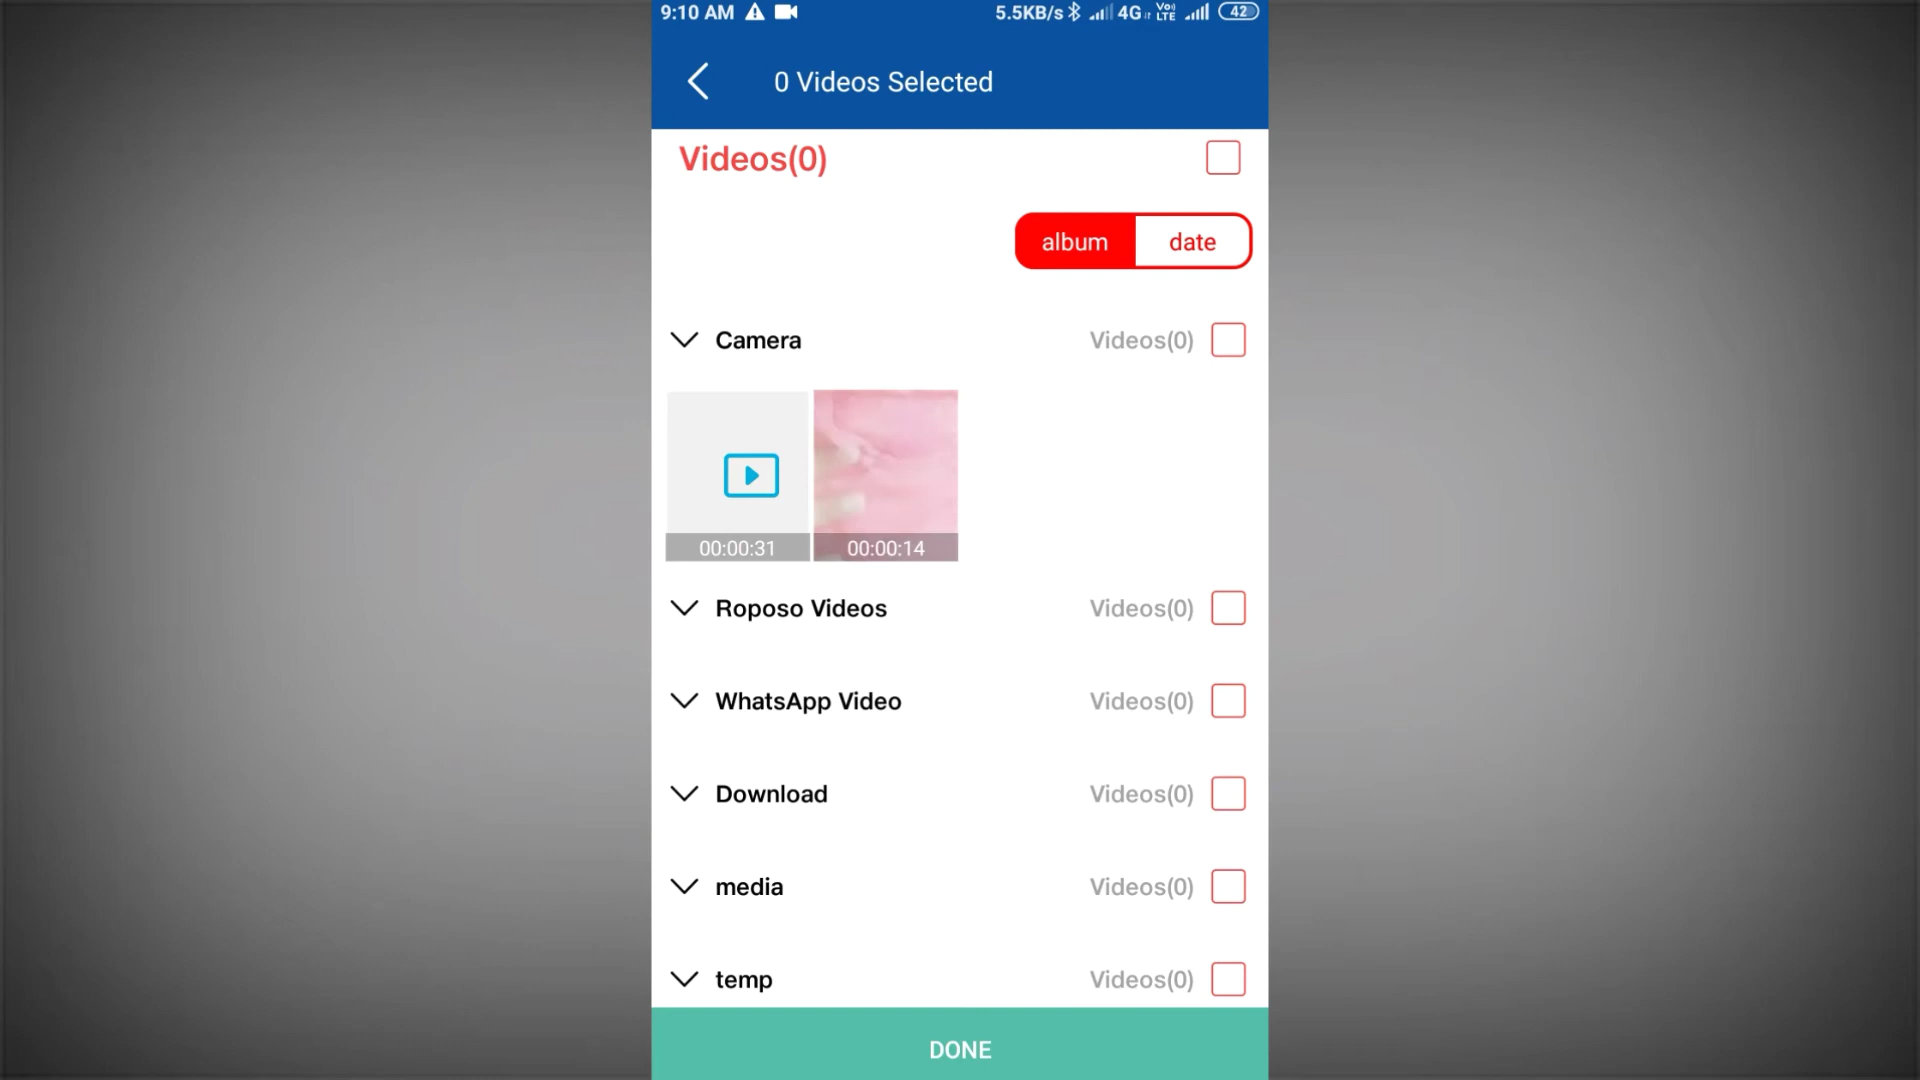 9:10 AM 5.5KB/s 4G Vo) LTE 42
0 Videos Selected
Videos(0)
album date
Camera Videos(0)
00:00:31 00:00:14
Roposo Videos Videos(0)
WhatsApp Video Videos(0)
Download Videos(0)
media Videos(0)
temp Videos(0)
DONE